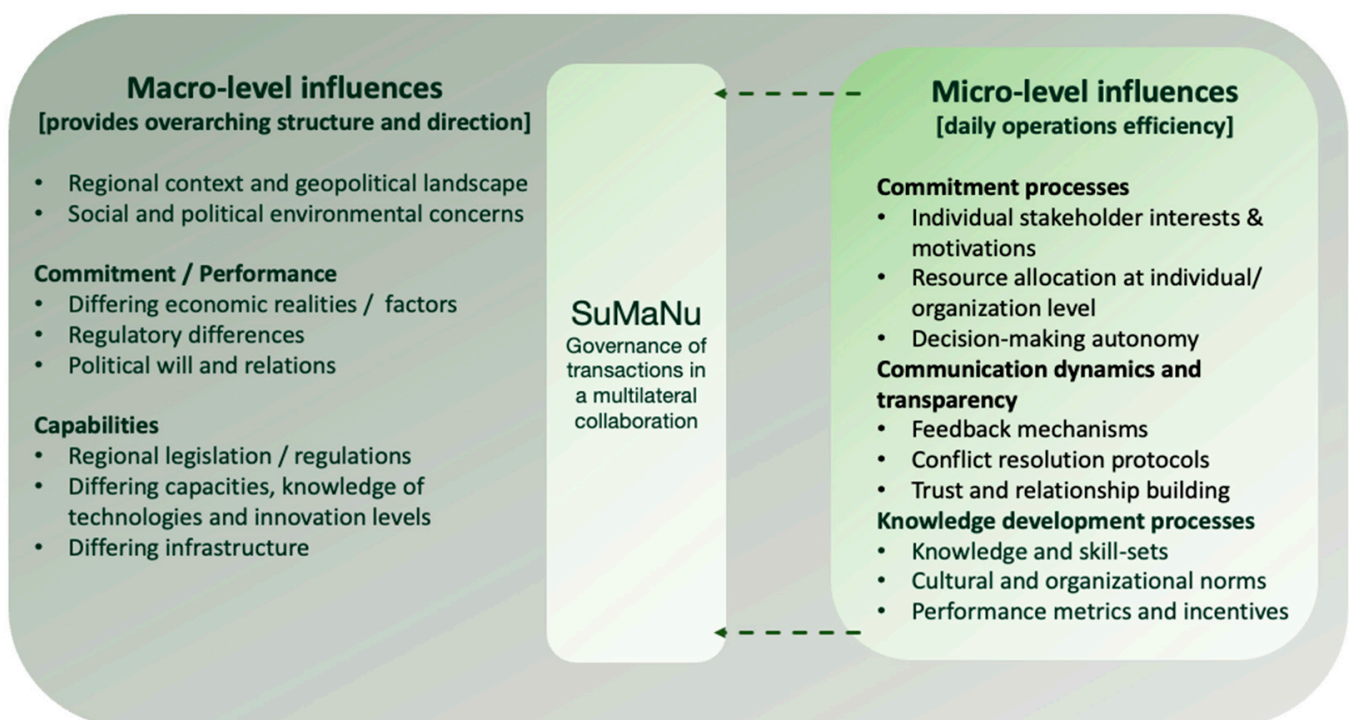 Macro-level influences
[provides overarching structure and direction]
• Regional context and geopolitical landscape
• Social and political environmental concerns
Commitment / Performance
• Differing economic realities / factors
• Regulatory differences
• Political will and relations
Capabilities
• Regional legislation / regulations
• Differing capacities, knowledge of
technologies and innovation levels
• Differing infrastructure
SuMaNu
Governance of
transactions in
a multilateral
collaboration
Micro-level influences
[daily operations efficiency]
Commitment processes
• Individual stakeholder interests &
motivations
• Resource allocation at individual/
organization level
• Decision-making autonomy
Communication dynamics and
transparency
• Feedback mechanisms
• Conflict resolution protocols
• Trust and relationship building
Knowledge development processes
• Knowledge and skill-sets
• Cultural and organizational norms
• Performance metrics and incentives